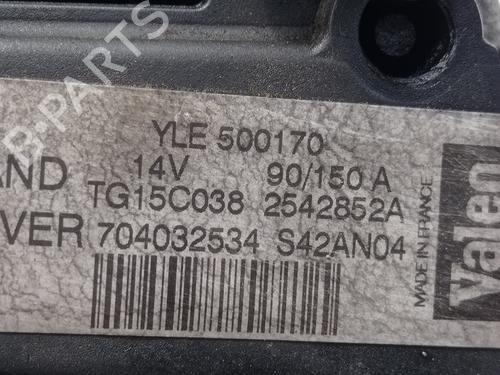 B-PARTS
YLE 500170
AND 14V 90/150 A
TG15C038 2542852A
VER 704032534 S42AN04
MADE IN FRANCE
Valeo